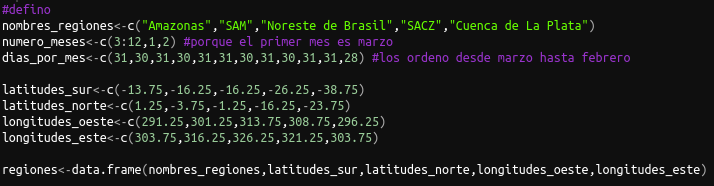 #defino
nombres_regiones<-c("Amazonas","SAM","Noreste de Brasil","SACZ","Cuenca de La Plata")
numero_meses<-c(3:12,1,2) #porque el primer mes es marzo
dias_por_mes<-c(31,30,31,30,31,31,30,31,30,31,31,28) #los ordeno desde marzo hasta febrero
latitudes_sur<-c(-13.75,-16.25,-16.25,-26.25,-38.75)
latitudes_norte<-c(1.25,-3.75,-1.25,-16.25,-23.75)
longitudes_oeste<-c(291.25,301.25,313.75,308.75,296.25)
longitudes_este<-c(303.75,316.25,326.25,321.25,303.75)
regiones<-data.frame(nombres_regiones,latitudes_sur,latitudes_norte,longitudes_oeste,longitudes_este)